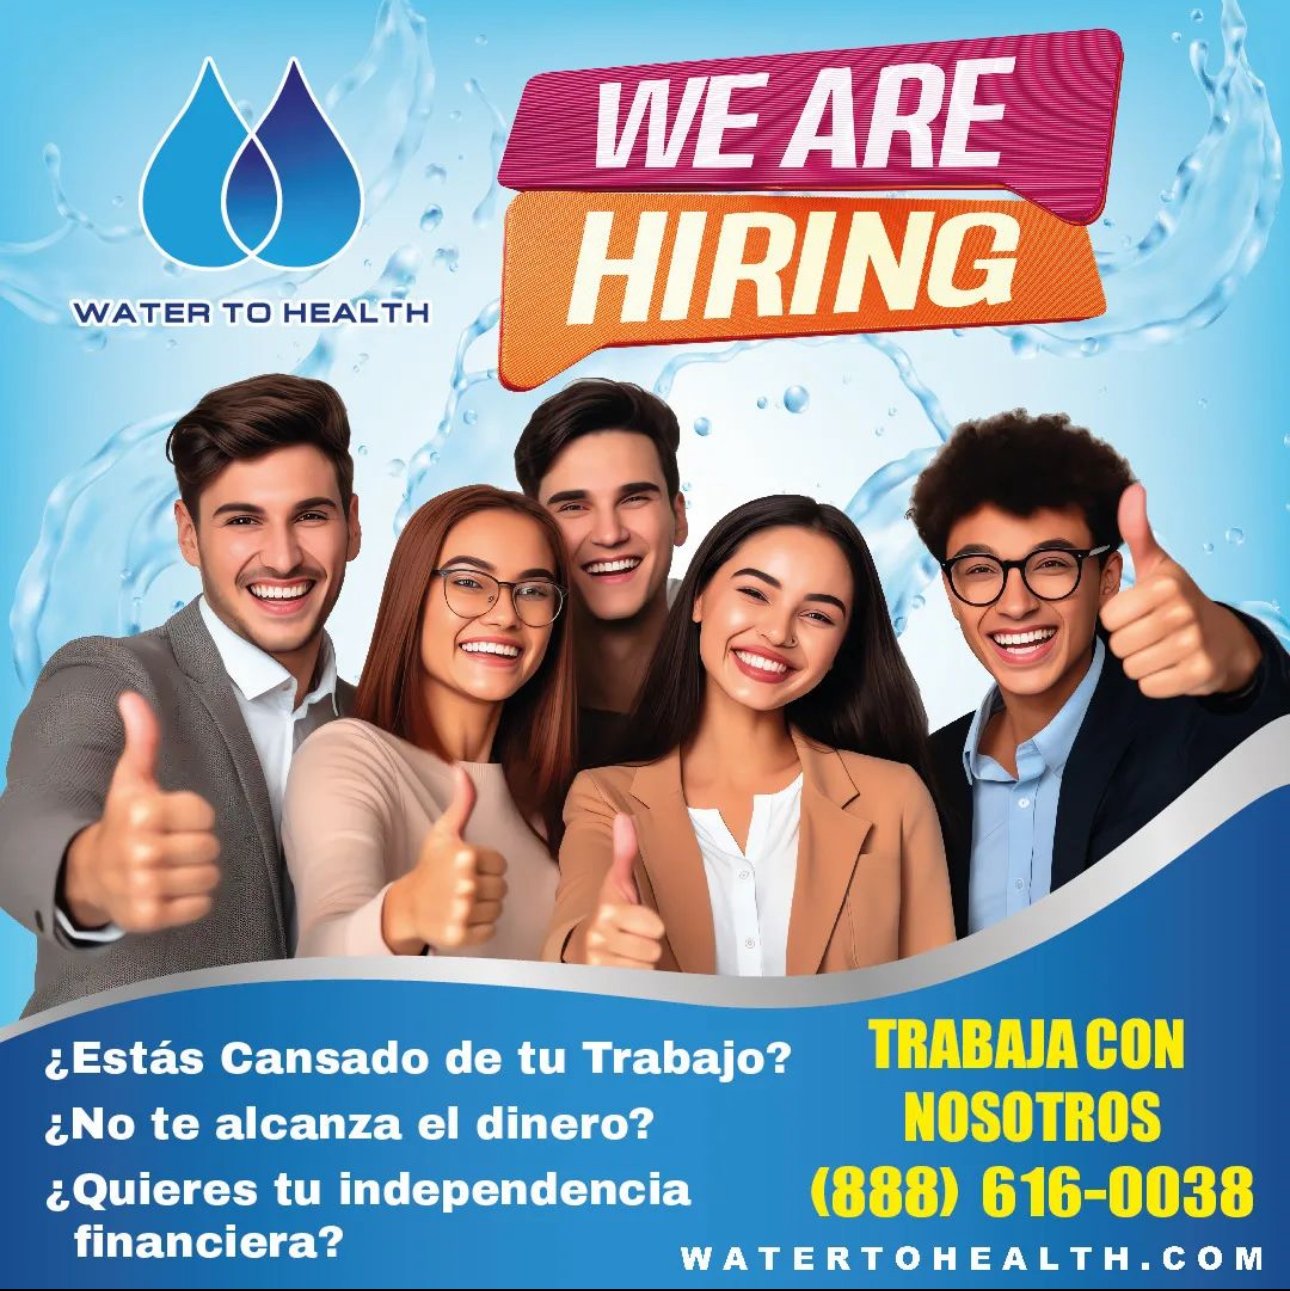 WATER TO HEALTH
WE ARE
HIRING
¿Estás Cansado de tu Trabajo?
¿No te alcanza el dinero?
¿Quieres tu independencia
financiera?
TRABAJA CON
NOSOTROS
(888) 616-0038
WATERTOHEALTH.COM